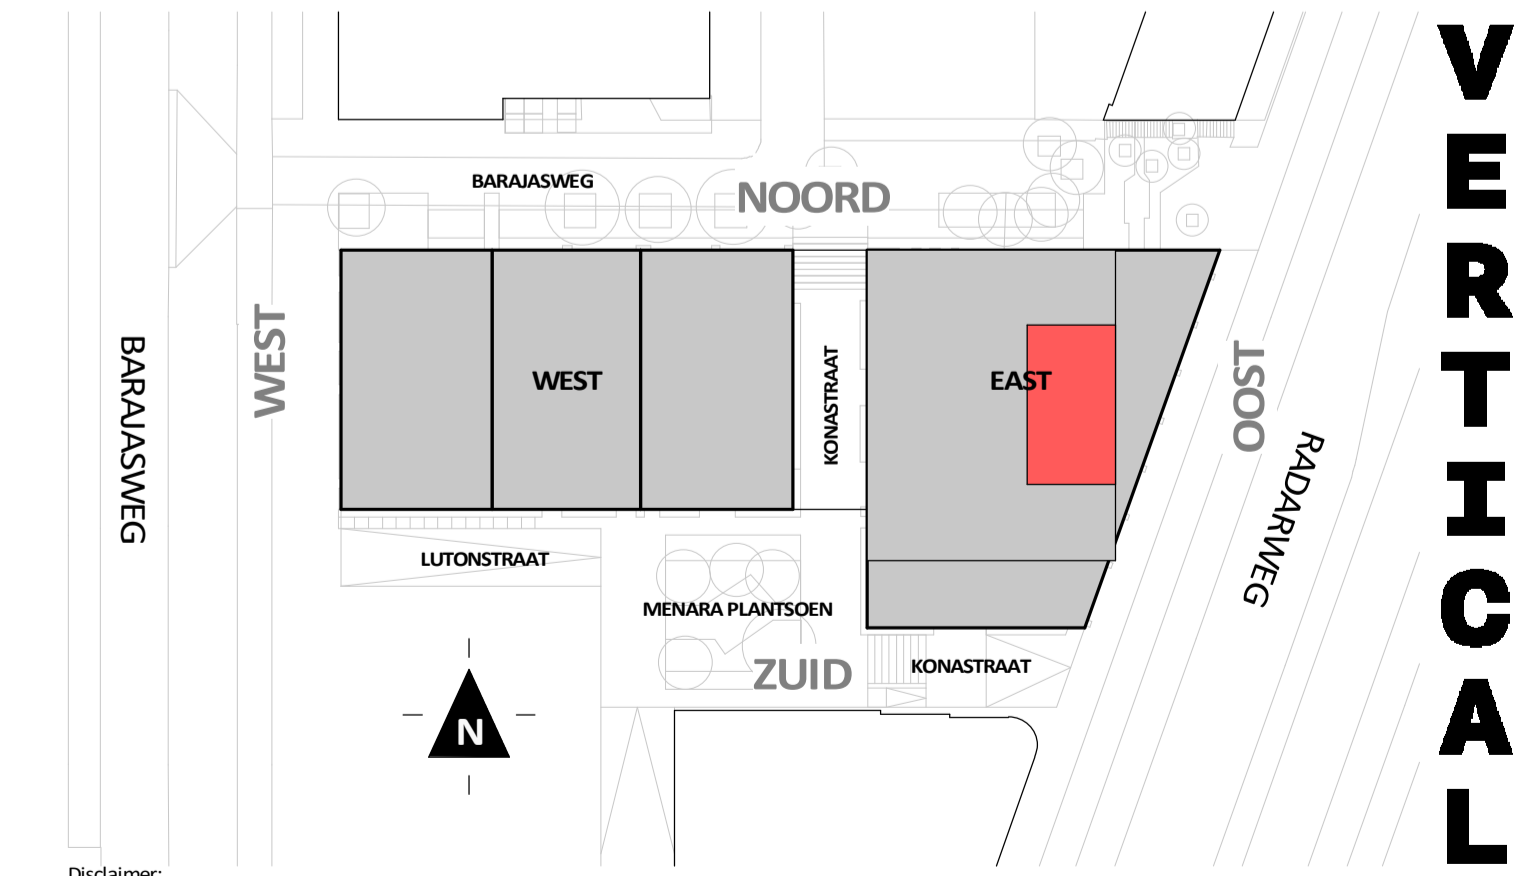 BARAJASWEG
NOORD
WEST
BARAJASWEG
WEST
KONASTRAAT
EAST
OOST
RADARWEG
LUTONSTRAAT
MENARA PLANTSOEN
ZUID
KONASTRAAT
N
VERTICAL
Disclaimer: